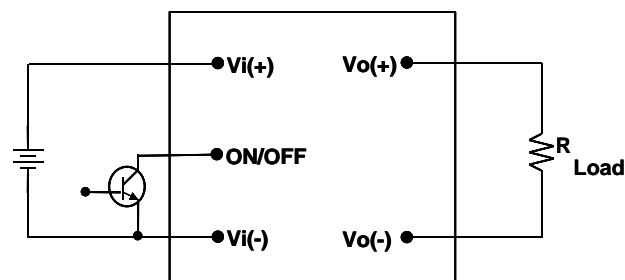 Vi(+)
Vo(+)
R
ON/OFF
Load
Vi(-)
Vo(-)